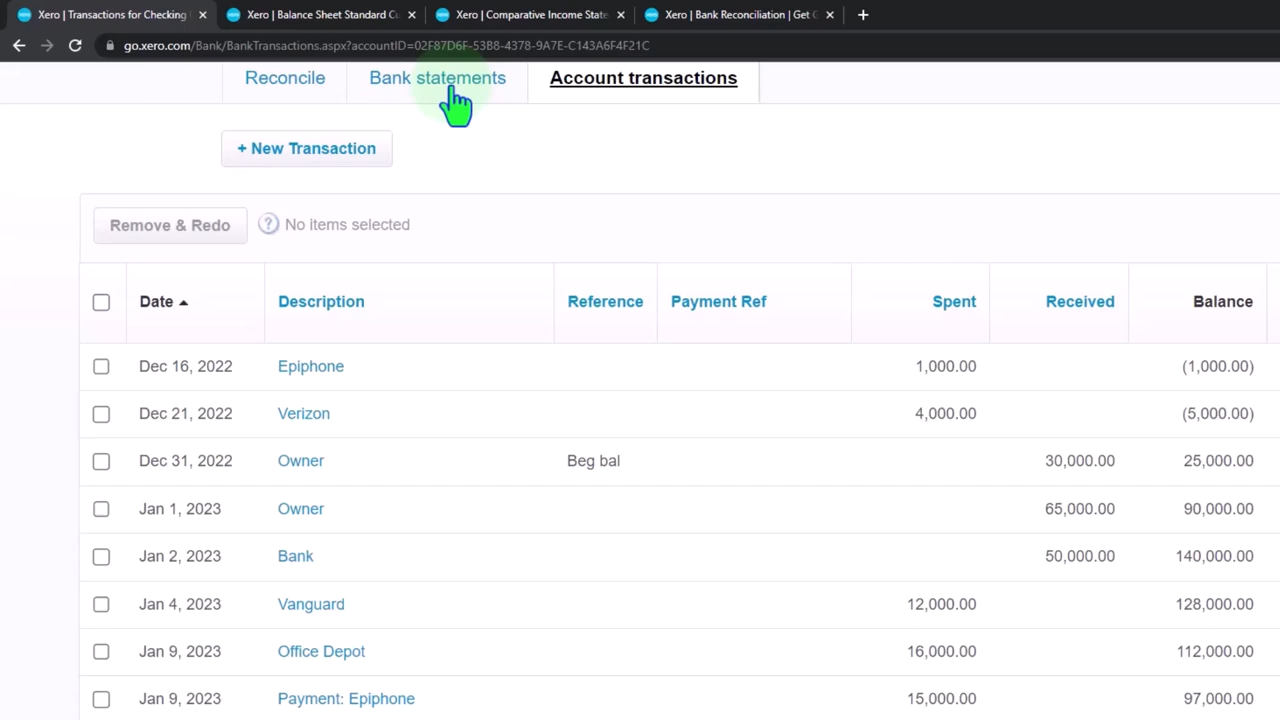 Xero | Transactions for Checking
Xero | Balance Sheet Standard Cu
Xero | Comparative Income State
Xero | Bank Reconciliation | Get G
go.xero.com/Bank/BankTransactions.aspx?accountID=02F87D6F-53B8-4378-9A7E-C143A6F4F21C
Reconcile Bank statements Account transactions
+ New Transaction
Remove & Redo ? No items selected
Date Description Reference Payment Ref Spent Received Balance
Dec 16, 2022 Epiphone 1,000.00 (1,000.00)
Dec 21, 2022 Verizon 4,000.00 (5,000.00)
Dec 31, 2022 Owner Beg bal 30,000.00 25,000.00
Jan 1, 2023 Owner 65,000.00 90,000.00
Jan 2, 2023 Bank 50,000.00 140,000.00
Jan 4, 2023 Vanguard 12,000.00 128,000.00
Jan 9, 2023 Office Depot 16,000.00 112,000.00
Jan 9, 2023 Payment: Epiphone 15,000.00 97,000.00